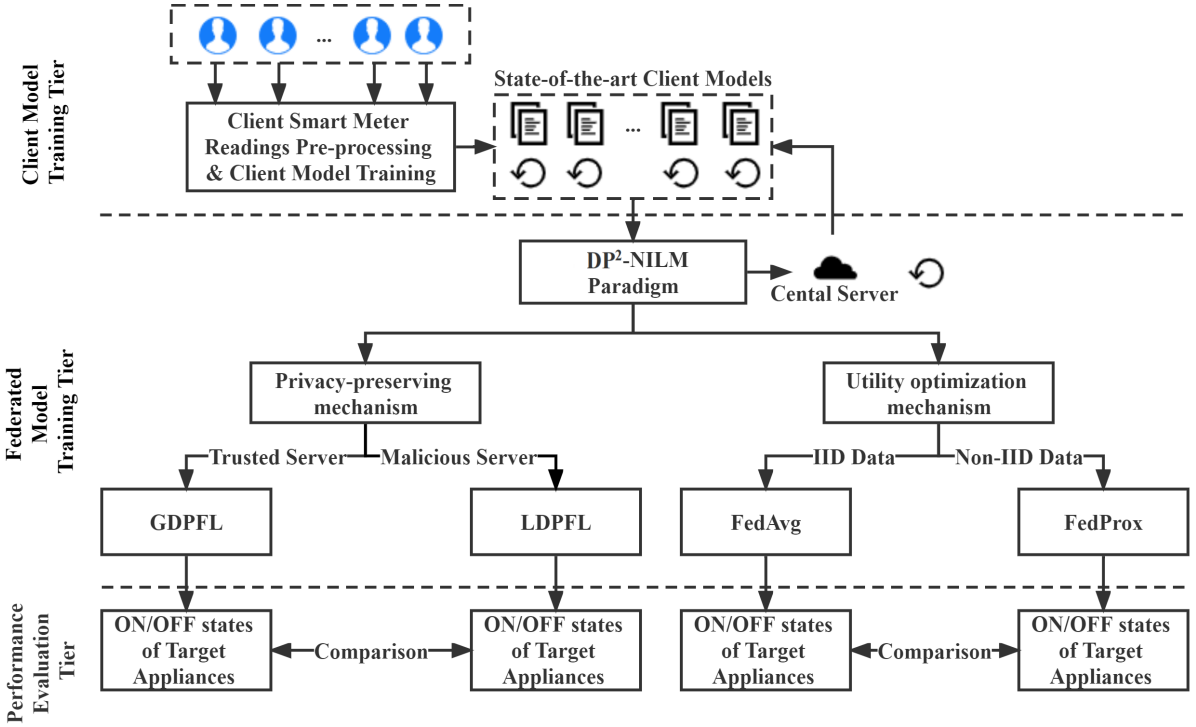 Client Model
Training Tier
...
State-of-the-art Client Models
Client Smart Meter
Readings Pre-processing
& Client Model Training
...
DP²-NILM
Paradigm
Cental Server
Federated
Model
Training Tier
Privacy-preserving
mechanism
Utility optimization
mechanism
Trusted Server
Malicious Server
IID Data
Non-IID Data
GDPFL
LDPFL
FedAvg
FedProx
Performance
Evaluation
Tier
ON/OFF states
of Target
Appliances
Comparison
ON/OFF states
of Target
Appliances
ON/OFF states
of Target
Appliances
Comparison
ON/OFF states
of Target
Appliances